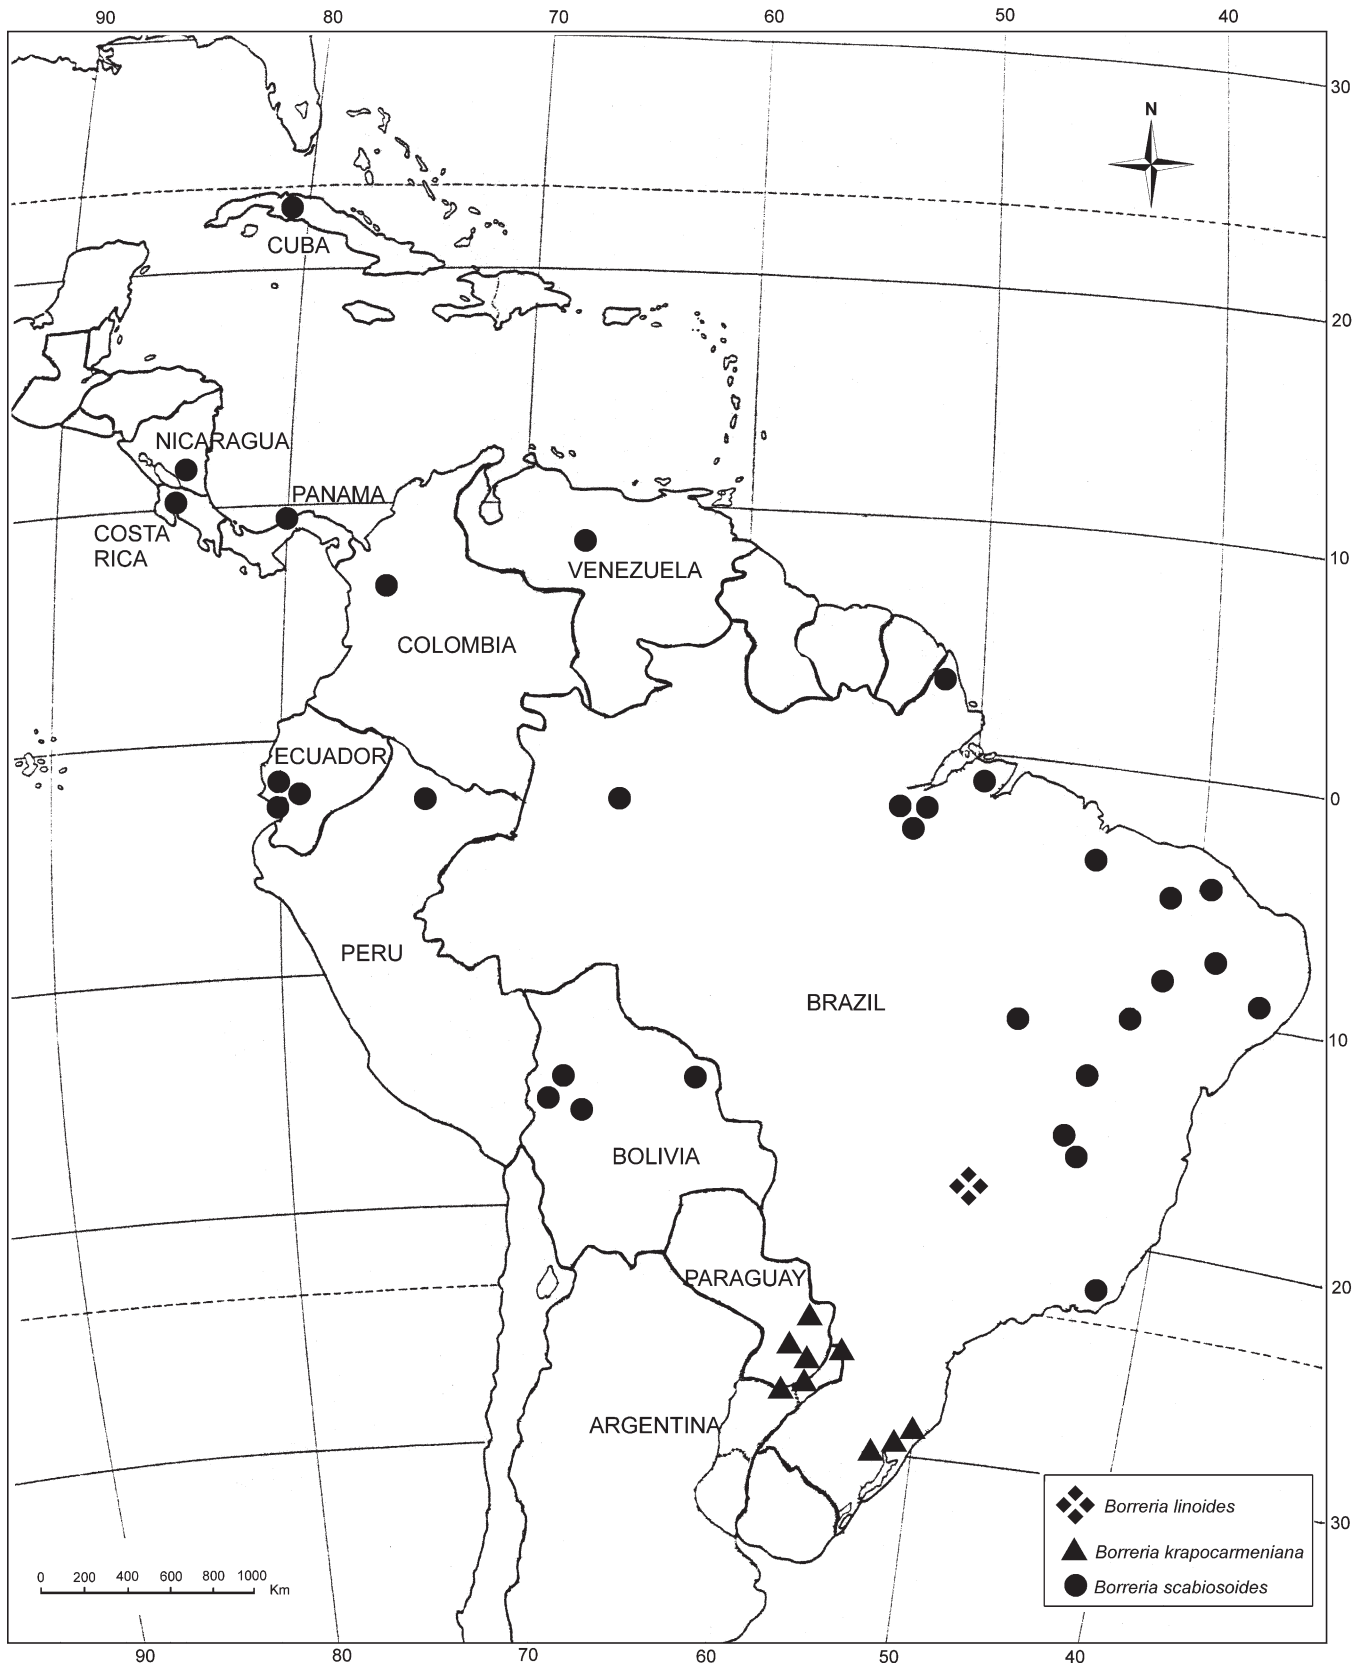 90 80 70 60 50 40
30
N
CUBA
20
NICARAGUA
PANAMA
COSTA
RICA
10
VENEZUELA
COLOMBIA
ECUADOR
0
PERU
BRAZIL
10
BOLIVIA
PARAGUAY
20
ARGENTINA
Borreria linoides
30
Borreria krapocarmeniana
Borreria scabiosoides
0 200 400 600 800 1000
Km
90 80 70 60 50 40